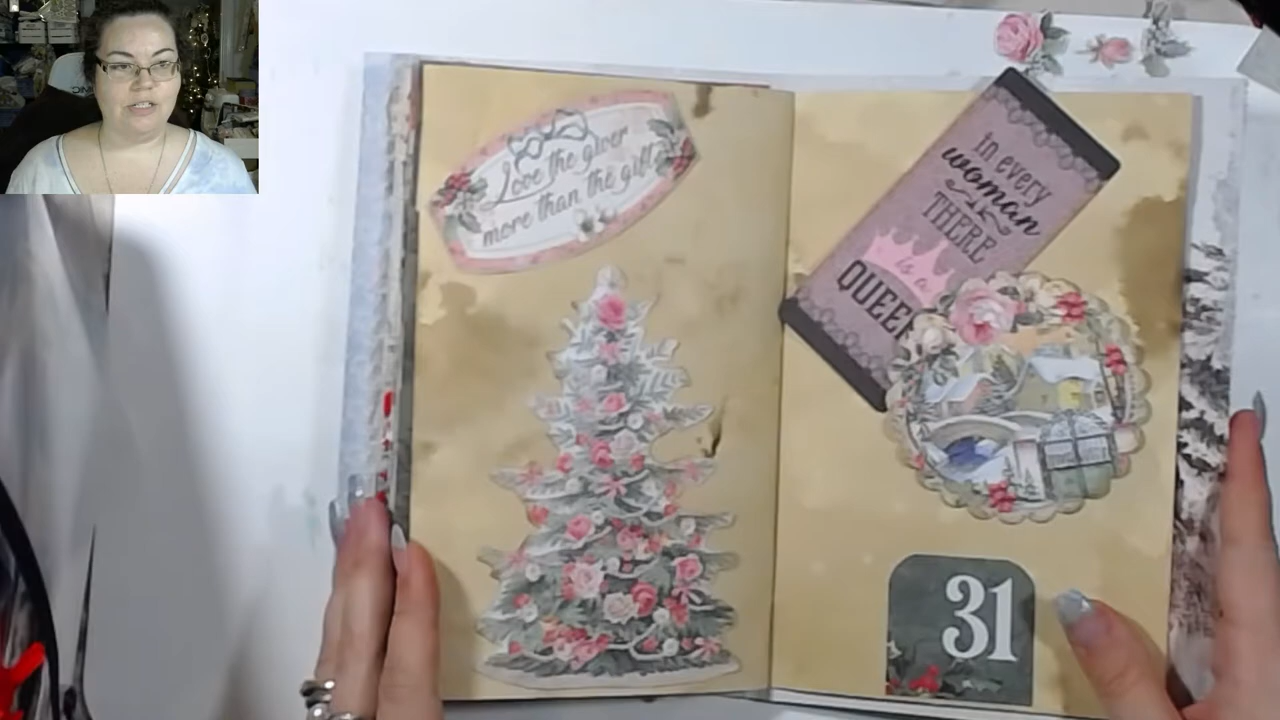 Love the giver
more than the gift
in every
woman
THERE
is a
QUEEN
31